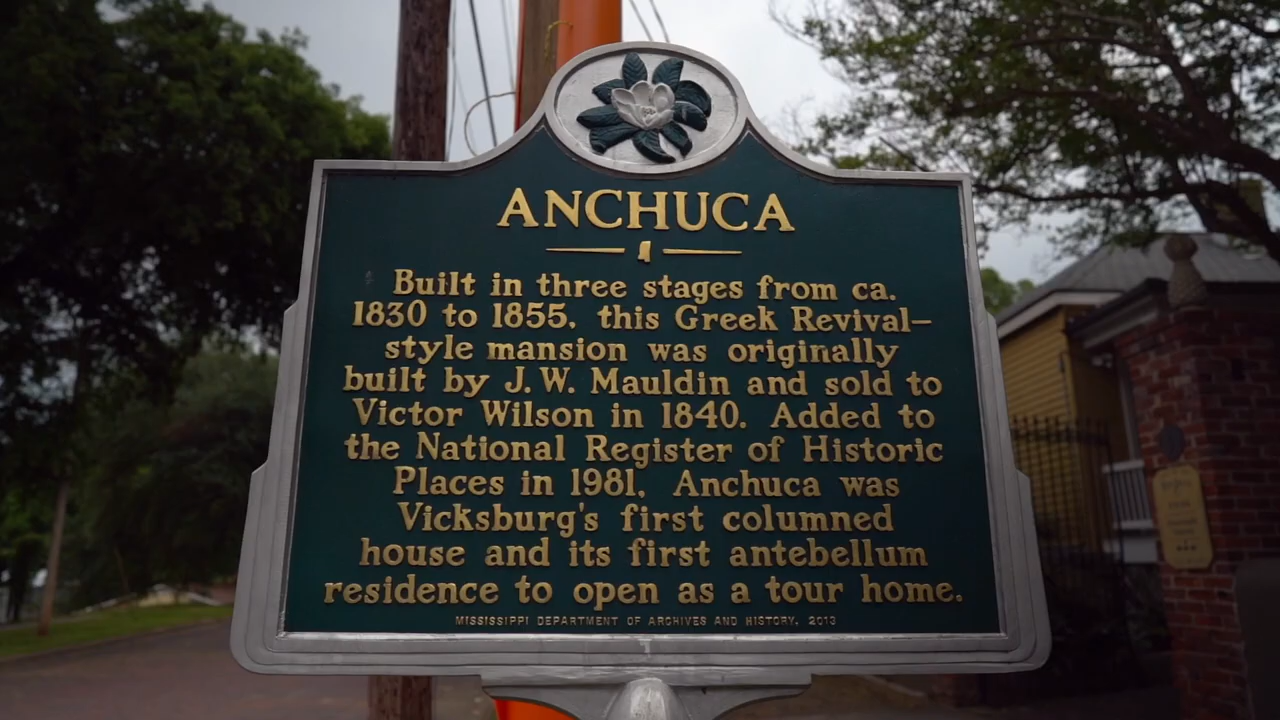 ANCHUCA
Built in three stages from ca.
1830 to 1855, this Greek Revival-
style mansion was originally
built by J.W. Mauldin and sold to
Victor Wilson in 1840. Added to
the National Register of Historic
Places in 1981, Anchuca was
Vicksburg's first columned
house and its first antebellum
residence to open as a tour home.
MISSISSIPPI DEPARTMENT OF ARCHIVES AND HISTORY, 2013